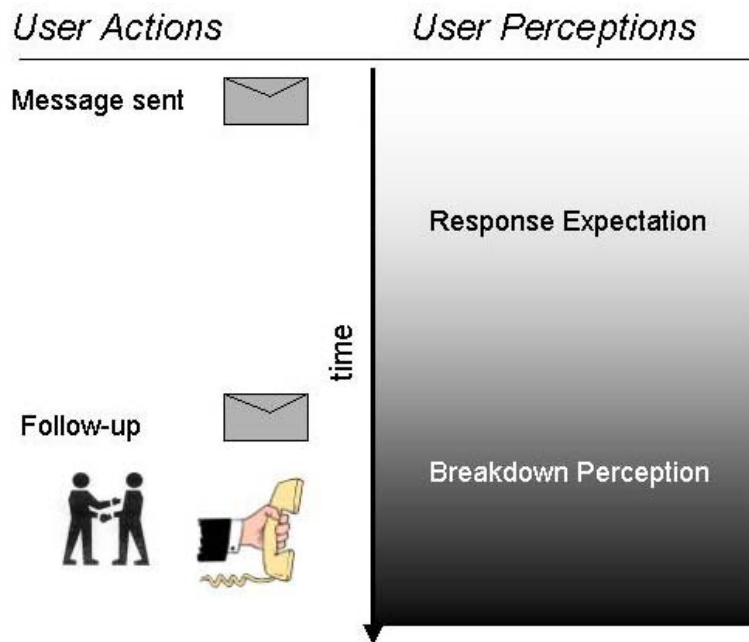 User Actions
User Perceptions
Message sent
Response Expectation
time
Follow-up
Breakdown Perception